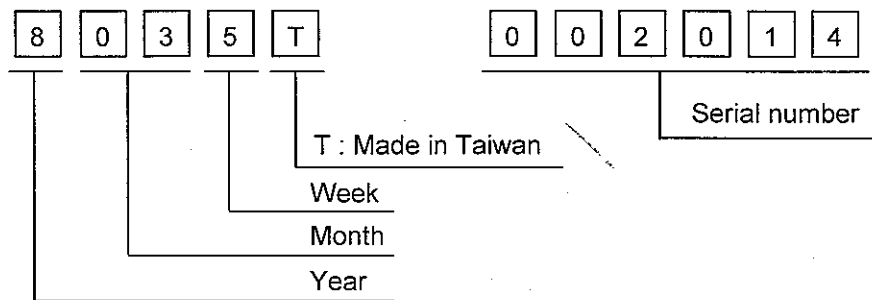 8 0 3 5 T 0 0 2 0 1 4
Serial number
T : Made in Taiwan
Week
Month
Year